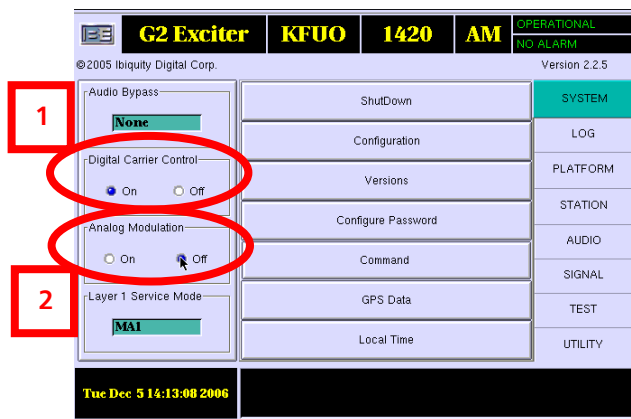 G2 Exciter KFUO 1420 AM OPERATIONAL
NO ALARM
©2005 Ibiquity Digital Corp. Version 2.2.5
1
Audio Bypass
None
Digital Carrier Control
On Off
Analog Modulation
On Off
2
Layer 1 Service Mode
MA1
ShutDown
Configuration
Versions
Configure Password
Command
GPS Data
Local Time
SYSTEM
LOG
PLATFORM
STATION
AUDIO
SIGNAL
TEST
UTILITY
Tue Dec 5 14:13:08 2006